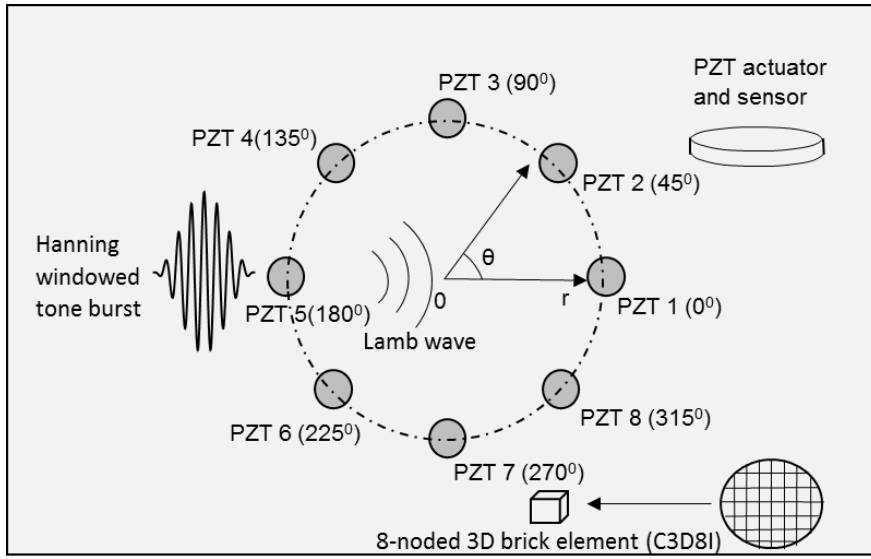 PZT 3 (90⁰)
PZT actuator
and sensor
PZT 4(135⁰)
PZT 2 (45⁰)
Hanning
windowed
tone burst
θ
PZT 5(180⁰)
0
r
PZT 1 (0⁰)
Lamb wave
PZT 6 (225⁰)
PZT 8 (315⁰)
PZT 7 (270⁰)
8-noded 3D brick element (C3D8I)